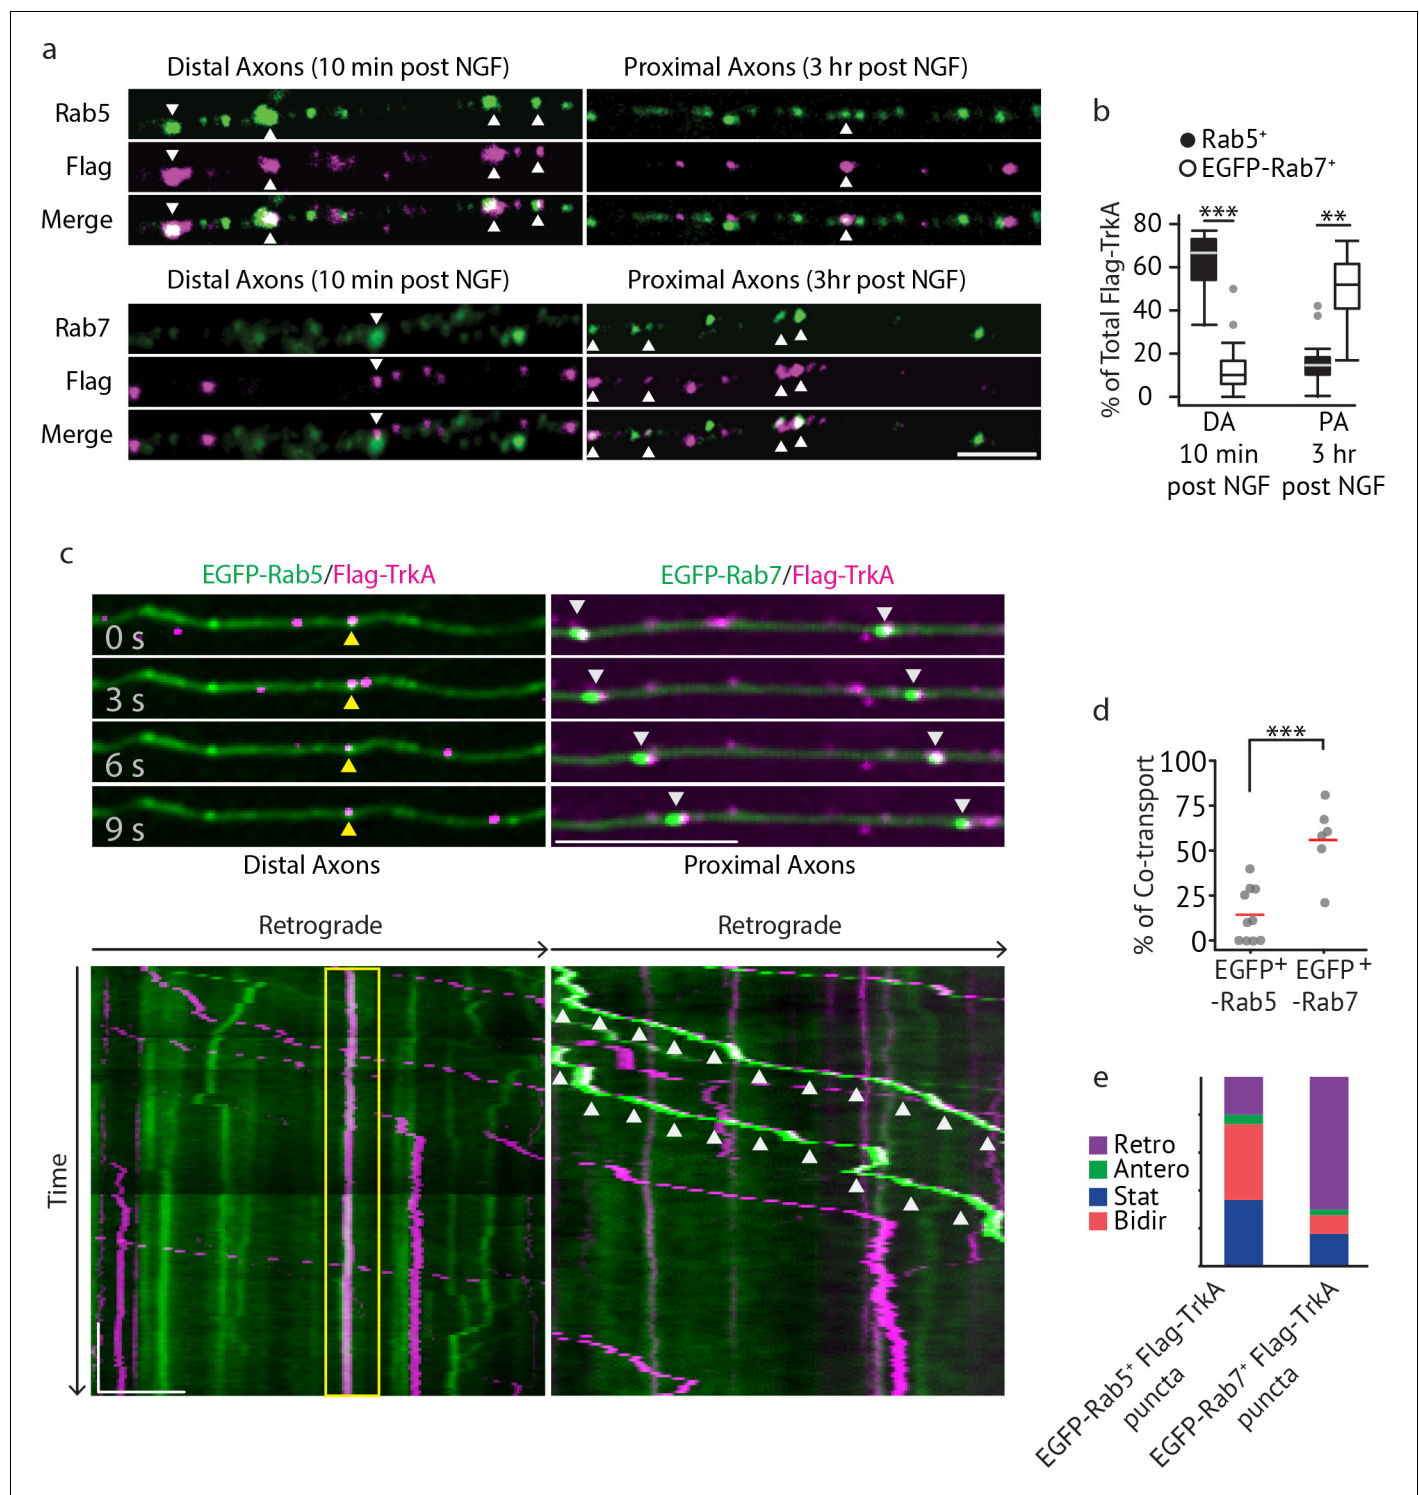 a
Distal Axons (10 min post NGF)
Proximal Axons (3 hr post NGF)
Rab5
Flag
Merge
Distal Axons (10 min post NGF)
Proximal Axons (3hr post NGF)
Rab7
Flag
Merge
b
Rab5+
EGFP-Rab7+
% of Total Flag-TrkA
80
60
40
20
0
***
**
DA
10 min
post NGF
PA
3 hr
post NGF
c
EGFP-Rab5/Flag-TrkA
EGFP-Rab7/Flag-TrkA
0 s
3 s
6 s
9 s
Distal Axons
Proximal Axons
Retrograde
Retrograde
Time
d
% of Co-transport
100
75
50
25
0
***
EGFP+
-Rab5
EGFP+
-Rab7
e
Retro
Antero
Stat
Bidir
EGFP-Rab5+ Flag-TrkA
puncta
EGFP-Rab7+ Flag-TrkA
puncta